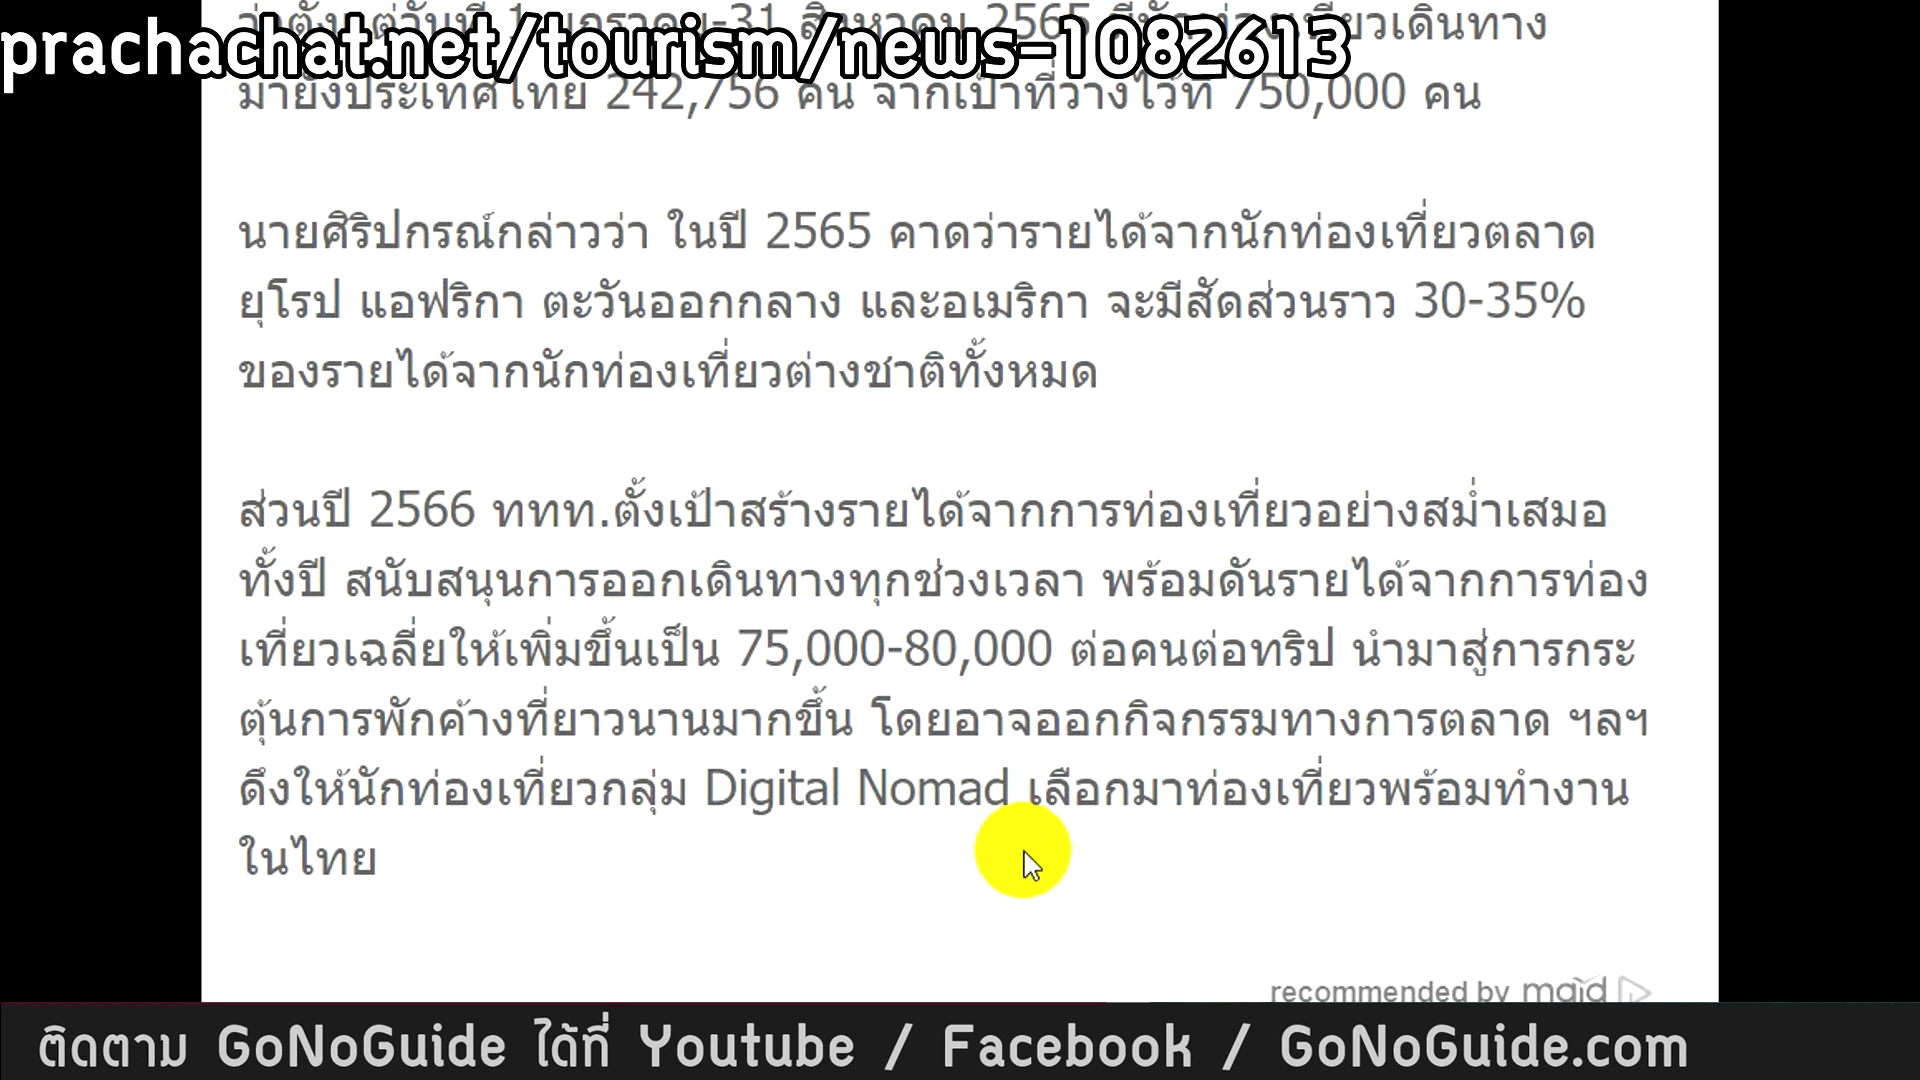 prachachat.net/tourism/news-1082613
31 สิงหาคม 2565
มายังประเทศไทย 242,756 คน จากเป้าที่วางไว้ที่ 750,000 คน
นายศิริปกรณ์กล่าวว่า ในปี 2565 คาดว่ารายได้จากนักท่องเที่ยวตลาด
ยุโรป แอฟริกา ตะวันออกกลาง และอเมริกา จะมีสัดส่วนราว 30-35%
ของรายได้จากนักท่องเที่ยวต่างชาติทั้งหมด
ส่วนปี 2566 ททท.ตั้งเป้าสร้างรายได้จากการท่องเที่ยวอย่างสม่ำเสมอ
ทั้งปี สนับสนุนการออกเดินทางทุกช่วงเวลา พร้อมดันรายได้จากการท่อง
เที่ยวเฉลี่ยให้เพิ่มขึ้นเป็น 75,000-80,000 ต่อคนต่อทริป นำมาสู่การกระ
ตุ้นการพักค้างที่ยาวนานมากขึ้น โดยอาจออกกิจกรรมทางการตลาด ฯลฯ
ดึงให้นักท่องเที่ยวกลุ่ม Digital Nomad เลือกมาท่องเที่ยวพร้อมทำงาน
ในไทย
recommended by
ติดตาม GoNoGuide ได้ที่ Youtube / Facebook / GoNoGuide.com